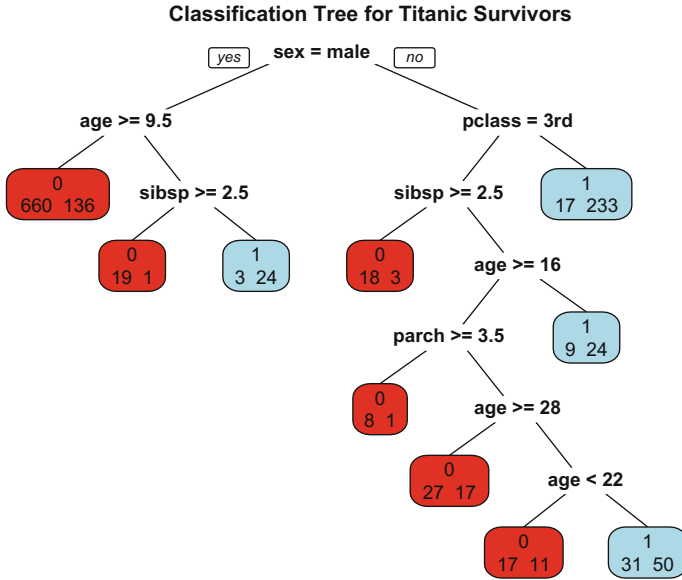 Classification Tree for Titanic Survivors
yes
sex = male
no
age >= 9.5
pclass = 3rd
0
660 136
sibsp >= 2.5
sibsp >= 2.5
1
17 233
0
19 1
1
3 24
0
18 3
age >= 16
parch >= 3.5
1
9 24
0
8 1
age >= 28
0
27 17
age < 22
0
17 11
1
31 50